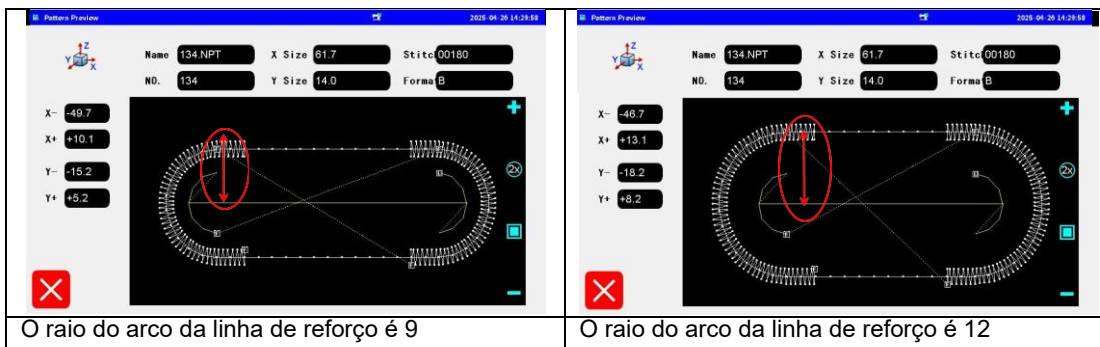 Pattern Preview 2025-04-26 14:29:58
Name 134.NPT X Size 61.7 Stitc 00180
NO. 134 Y Size 14.0 Forma B
Z
Y X
X- -49.7
X+ +10.1
Y- -15.2
Y+ +5.2
2x
O raio do arco da linha de reforço é 9
Pattern Preview 2025-04-26 14:29:58
Name 134.NPT X Size 61.7 Stitc 00180
NO. 134 Y Size 14.0 Forma B
Z
Y X
X- -46.7
X+ +13.1
Y- -18.2
Y+ +8.2
2x
O raio do arco da linha de reforço é 12